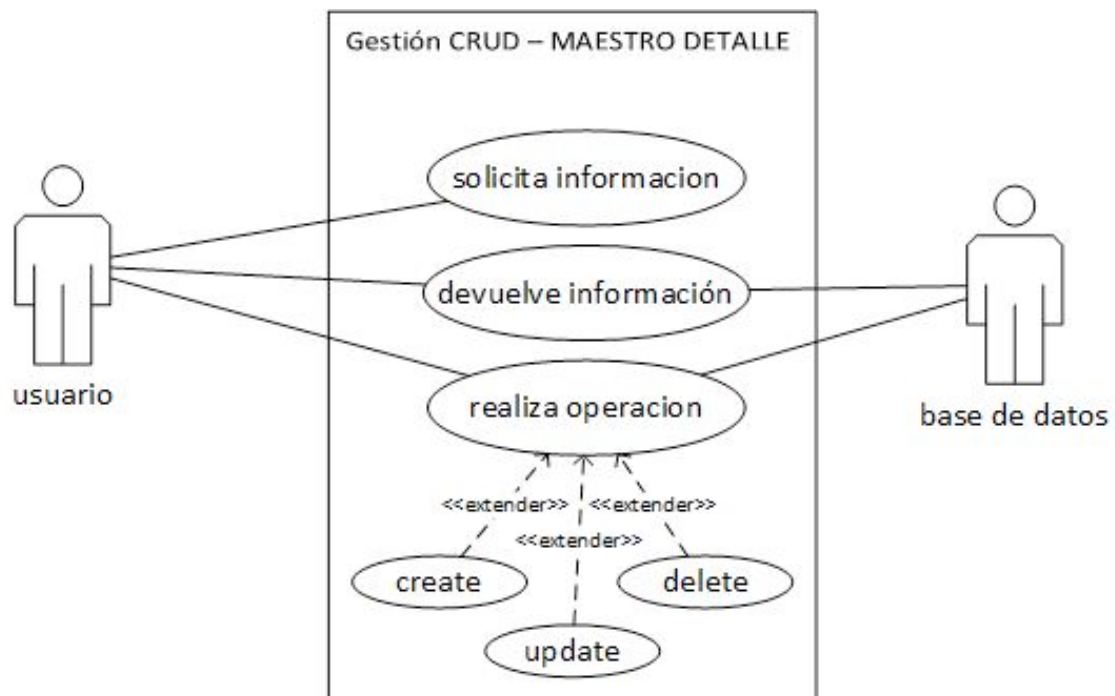 Gestión CRUD – MAESTRO DETALLE
solicita informacion
devuelve información
usuario
realiza operacion
base de datos
<<extender>>
<<extender>>
<<extender>>
create
delete
update